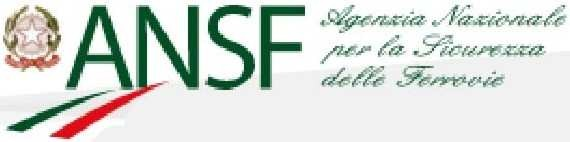 ANSF
Agenzia Nazionale
per la Sicurezza
delle Ferrovie